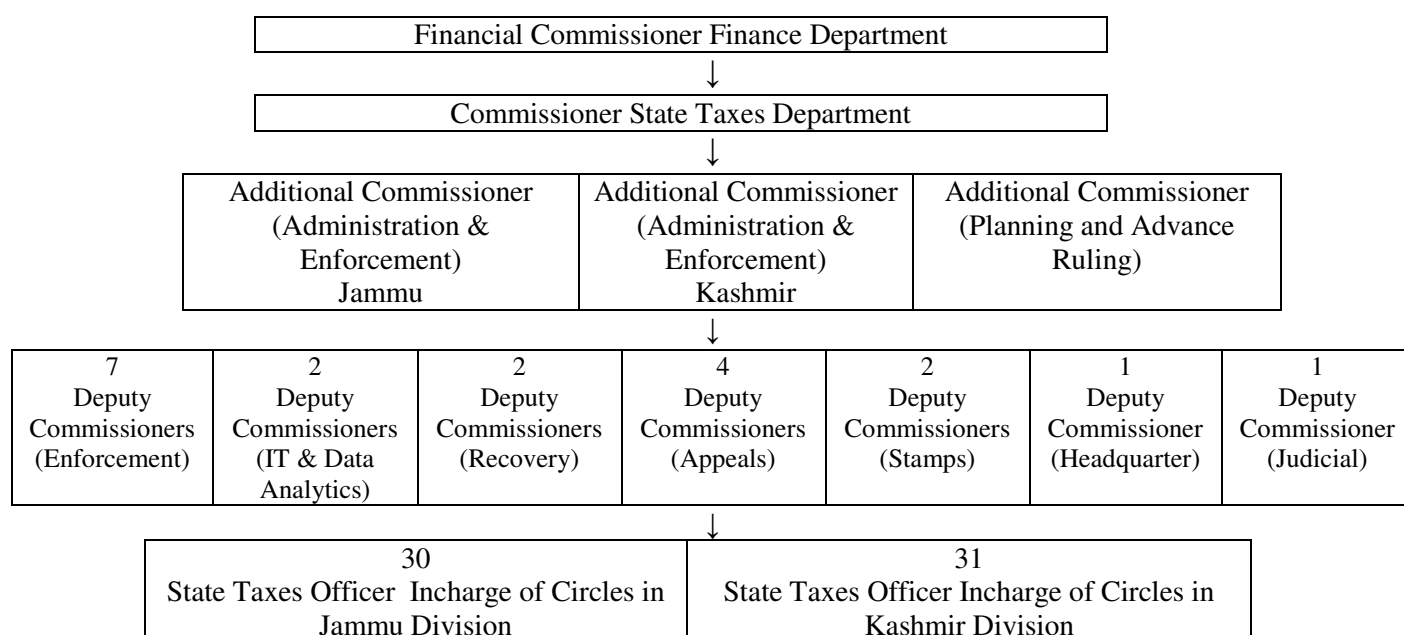 Financial Commissioner Finance Department
↓
Commissioner State Taxes Department
↓
Additional Commissioner
(Administration &
Enforcement)
Jammu
Additional Commissioner
(Administration &
Enforcement)
Kashmir
Additional Commissioner
(Planning and Advance
Ruling)
↓
7
Deputy
Commissioners
(Enforcement)
2
Deputy
Commissioners
(IT & Data
Analytics)
2
Deputy
Commissioners
(Recovery)
4
Deputy
Commissioners
(Appeals)
2
Deputy
Commissioners
(Stamps)
1
Deputy
Commissioner
(Headquarter)
1
Deputy
Commissioner
(Judicial)
↓
30
State Taxes Officer Incharge of Circles in
Jammu Division
31
State Taxes Officer Incharge of Circles in
Kashmir Division